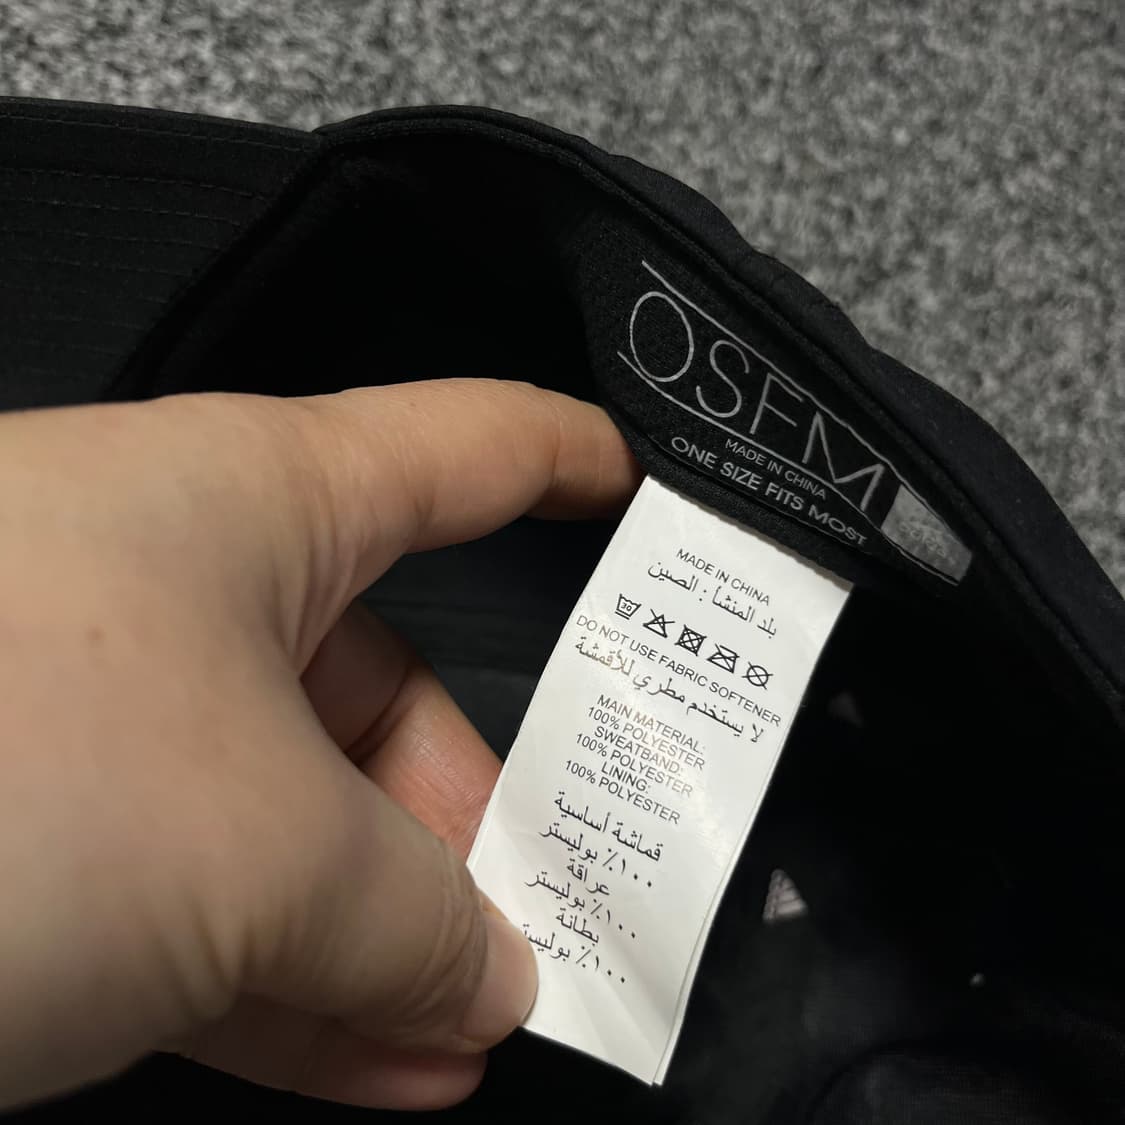 OSFM
MADE IN CHINA
ONE SIZE FITS MOST
MADE IN CHINA
بلد المنشأ : الصين
30
DO NOT USE FABRIC SOFTENER
لا يستخدم مطري للأقمشة
MAIN MATERIAL:
100% POLYESTER
SWEATBAND:
100% POLYESTER
LINING:
100% POLYESTER
قماشة أساسية
١٠٠٪ بوليستر
عراقة
١٠٠٪ بوليستر
بطانة
١٠٠٪